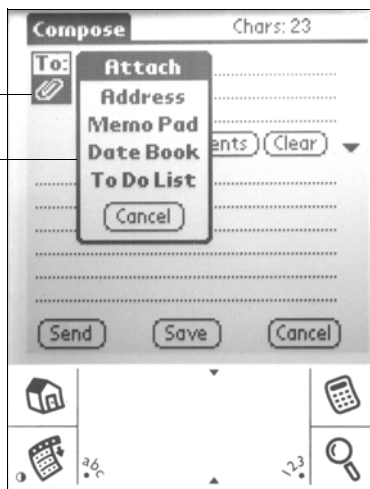 Compose Chars: 23
To:
Attach
Address
Memo Pad
Date Book
To Do List
Cancel
ents Clear
Send Save Cancel
abc 123